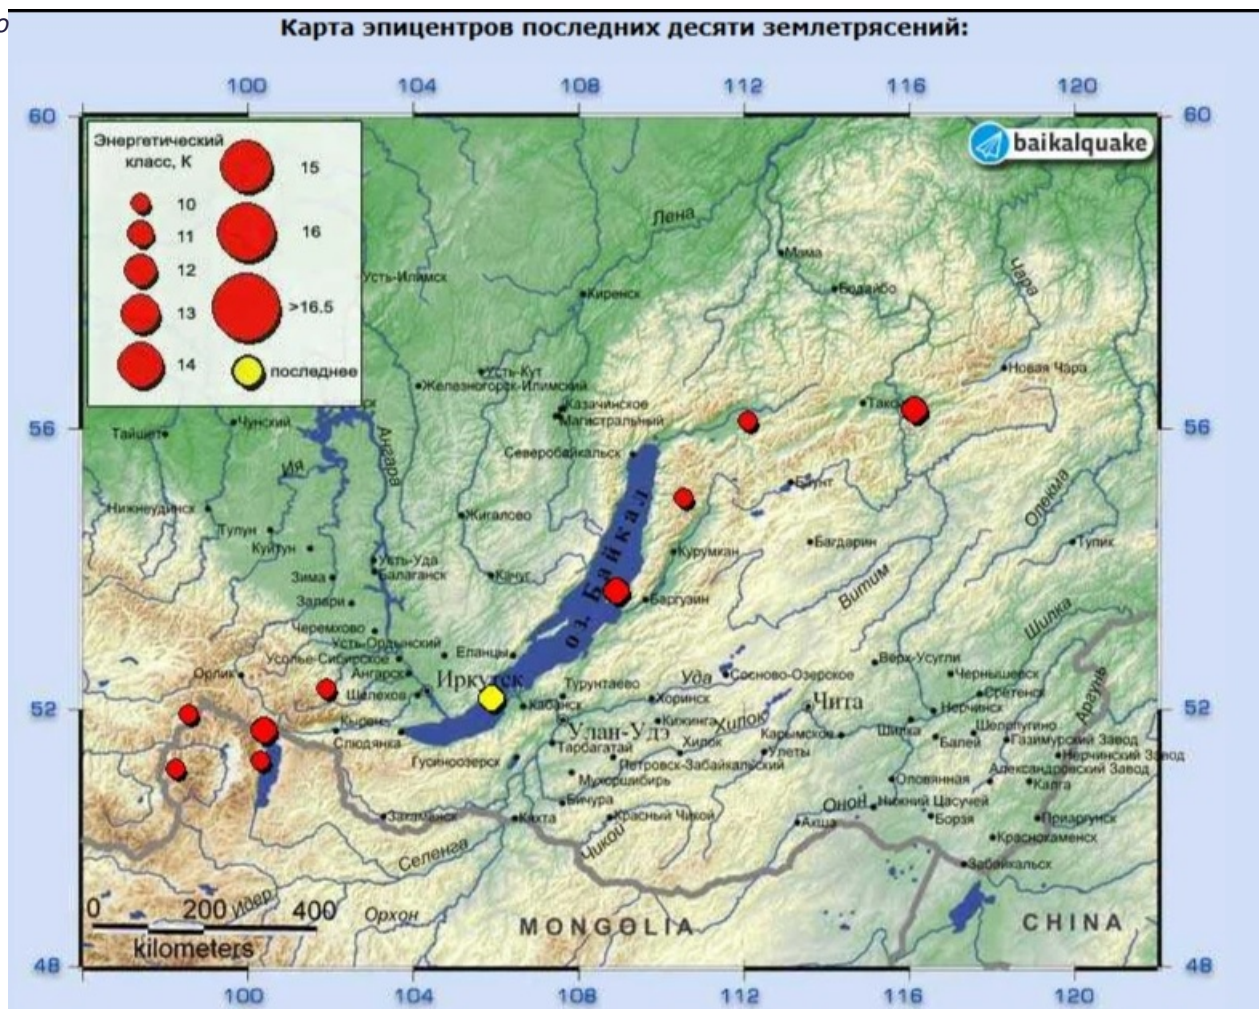 Карта эпицентров последних десяти землетрясений:
100 104 108 112 116 120
60 60
Энергетический
класс, К
10
11
12
13
14
15
16
>16.5
последнее
baikalquake
Лена
Мама
Усть-Илимск
Киренск
Бодайбо
Чара
Новая Чара
Усть-Кут
Железногорск-Илимский
Казачинское
Магистральный
Чунский
56 56
Тайшет
Ангара
Северобайкальск
Ия
Баунт
Олекма
Нижнеудинск
Жигалово
Тулун
Куйтун
Багдарин
Тупик
Курумкан
Усть-Уда
Балаганск
Зима
Качуг
оз. Байкал
Витим
Залари
Баргузин
Шилка
Черемхово
Усть-Ордынский
Усолье-Сибирское
Еланцы
Верх-Усугли
Орлик
Ангарск
Иркутск
Турунтаево
Уда
Сосново-Озерское
Чернышевск
Аргунь
Шелехов
Сретенск
Хоринск
52 52
Кабанск
Чита
Нерчинск
Кырен
Слюдянка
Улан-Удэ
Кижинга
Хилок
Карымское
Шилка
Шелопугино
Тарбагатай
Хилок
Балей
Газимурский Завод
Гусиноозерск
Петровск-Забайкальский
Улеты
Нерчинский Завод
Мухоршибирь
Оловянная
Александровский Завод
Калга
Бичура
Онон
Нижний Цасучей
Закаменск
Кяхта
Красный Чикой
Акша
Борзя
Приаргунск
Чикой
Краснокаменск
Селенга
Забайкальск
Идер
Орхон
0 200 400
kilometers
MONGOLIA
CHINA
48 48
100 104 108 112 116 120